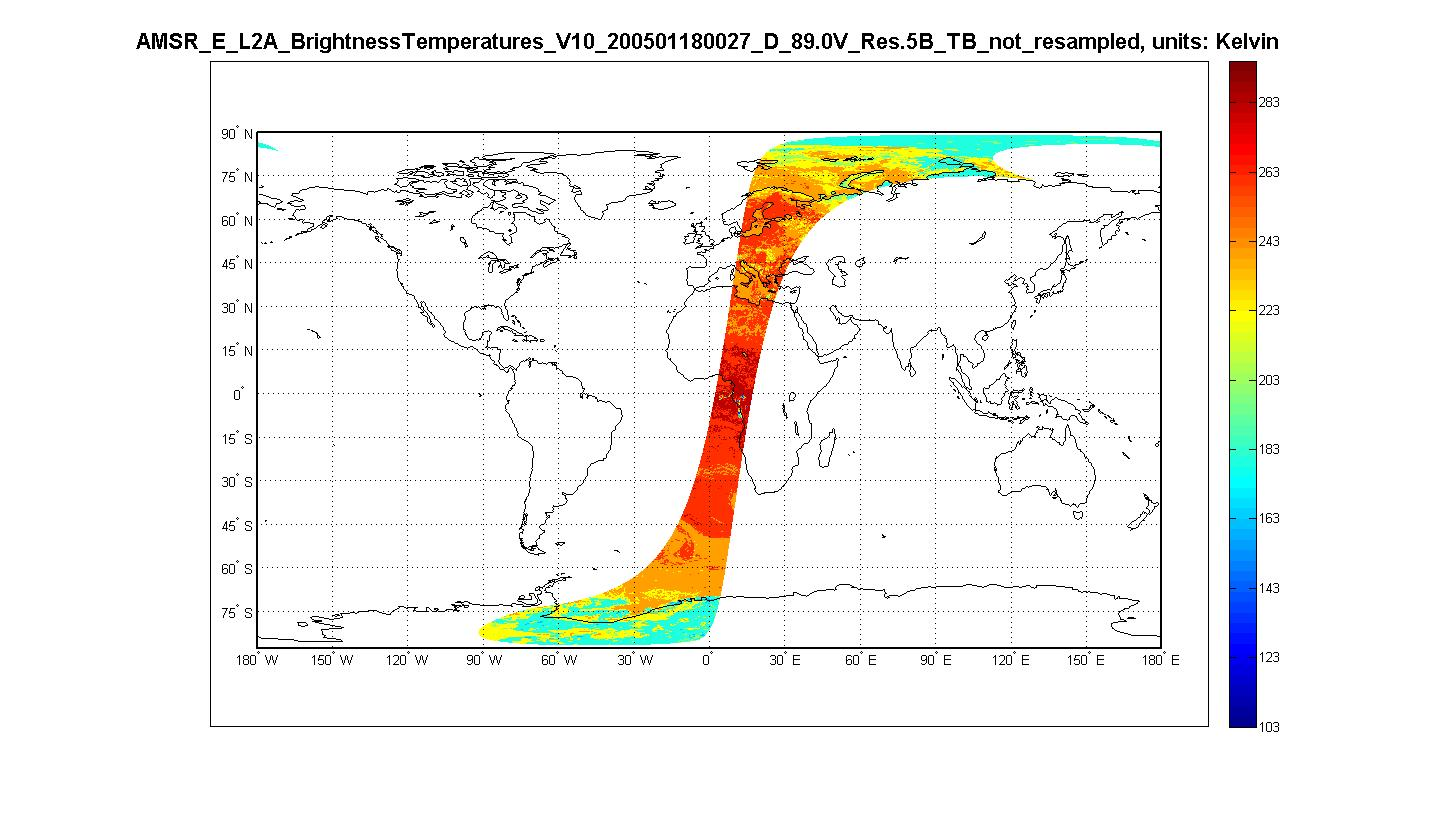 AMSR_E_L2A_BrightnessTemperatures_V10_200501180027_D_89.0V_Res.5B_TB_not_resampled, units: Kelvin
90° N
75° N
60° N
45° N
30° N
15° N
0°
15° S
30° S
45° S
60° S
75° S
180° W 150° W 120° W 90° W 60° W 30° W 0° 30° E 60° E 90° E 120° E 150° E 180° E
283
263
243
223
203
183
163
143
123
103